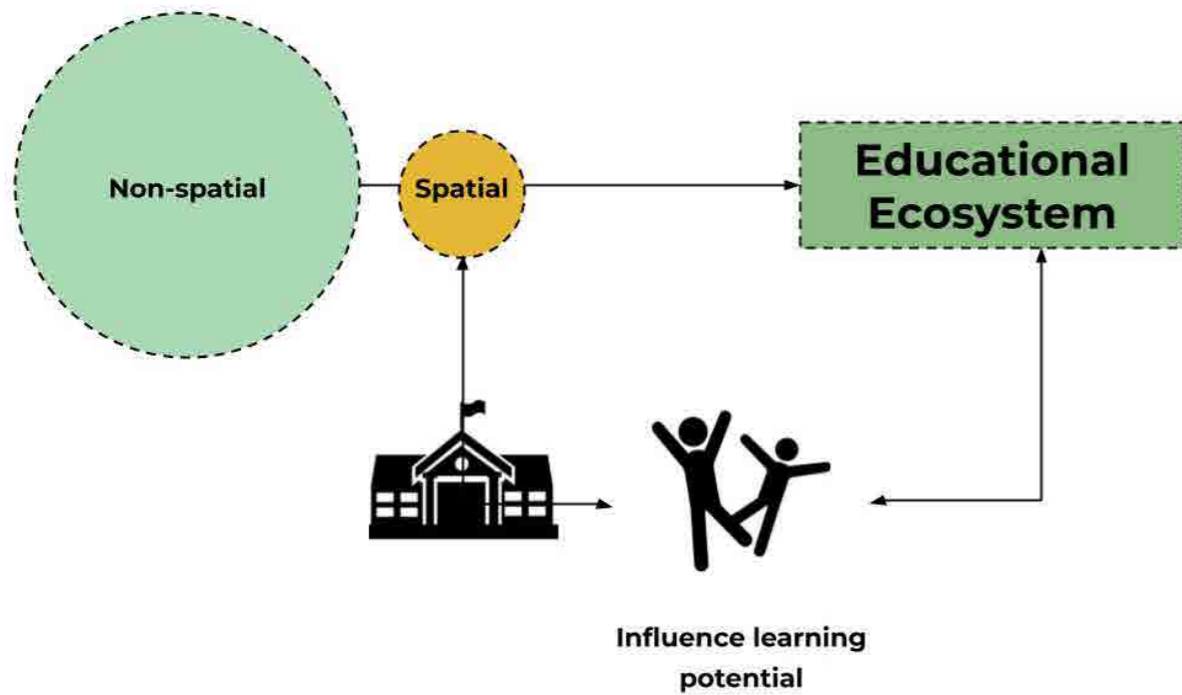 Non-spatial
Spatial
Educational
Ecosystem
Influence learning
potential